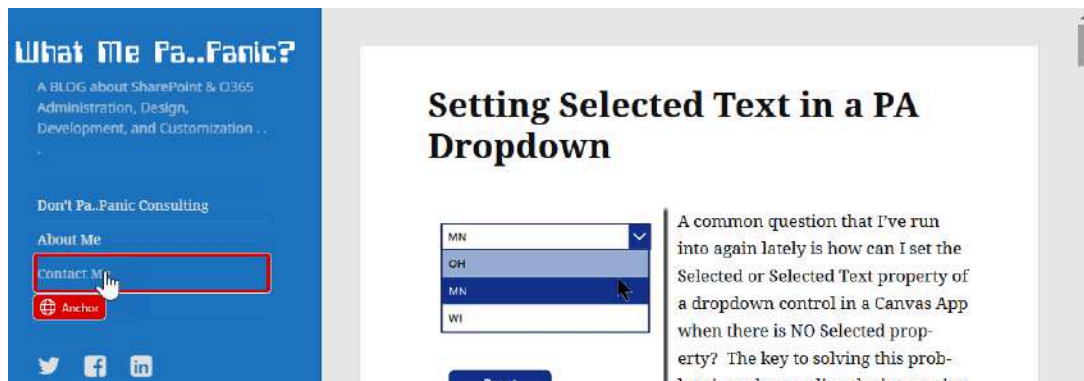 What Me Pa..Panic?
A BLOG about SharePoint & O365
Administration, Design,
Development, and Customization . .
.
Don't Pa..Panic Consulting
About Me
Contact Me
Anchor
Setting Selected Text in a PA
Dropdown
MN
OH
MN
WI
A common question that I've run
into again lately is how can I set the
Selected or Selected Text property of
a dropdown control in a Canvas App
when there is NO Selected prop-
erty? The key to solving this prob-